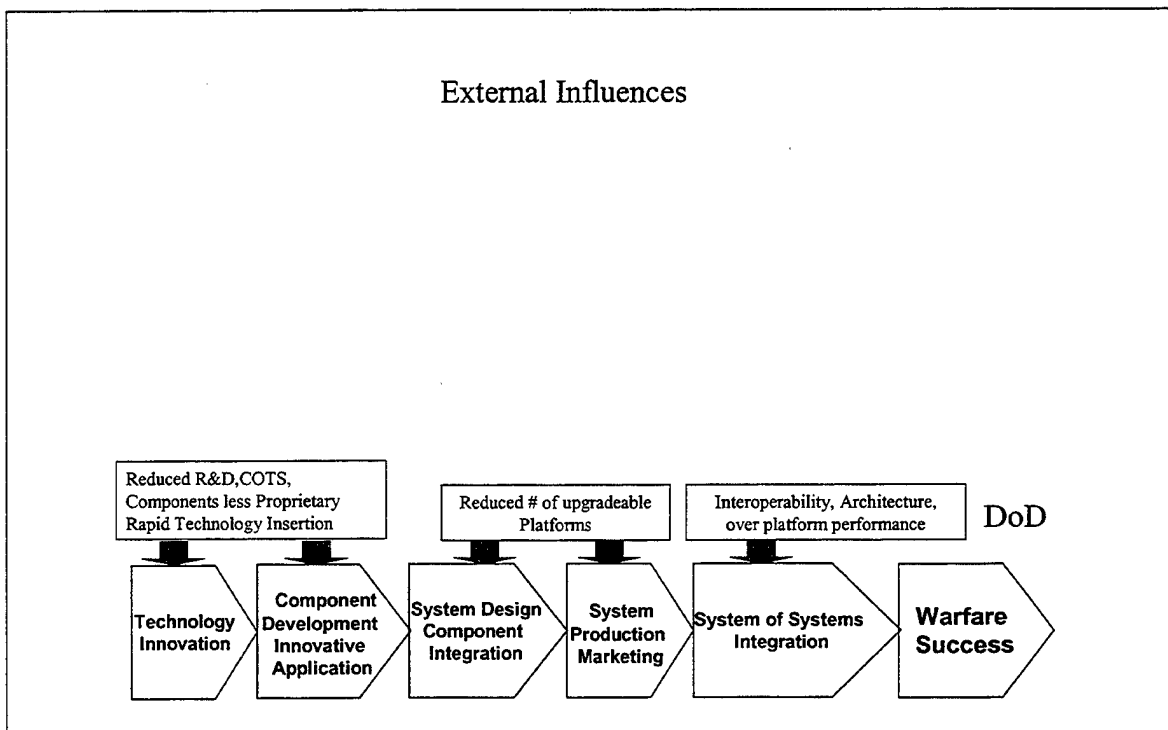 External Influences
Reduced R&D,COTS,
Components less Proprietary
Rapid Technology Insertion
Reduced # of upgradeable
Platforms
Interoperability, Architecture,
over platform performance
DoD
Technology
Innovation
Component
Development
Innovative
Application
System Design
Component
Integration
System
Production
Marketing
System of Systems
Integration
Warfare
Success